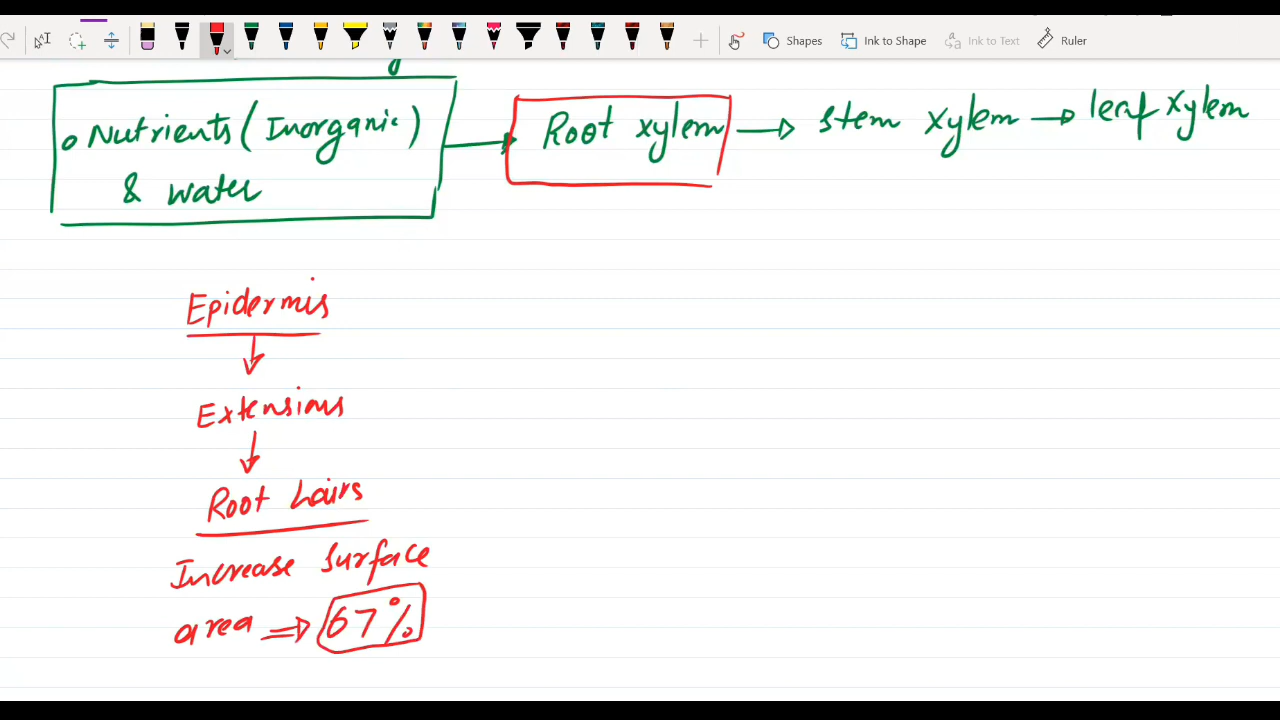 Shapes
Ink to Shape
Ink to Text
Ruler
Nutrients (Inorganic) → Root xylem → stem xylem → leaf xylem
& water
Epidermis
↓
Extensions
↓
Root hairs
Increase surface
area ⇒ 67%